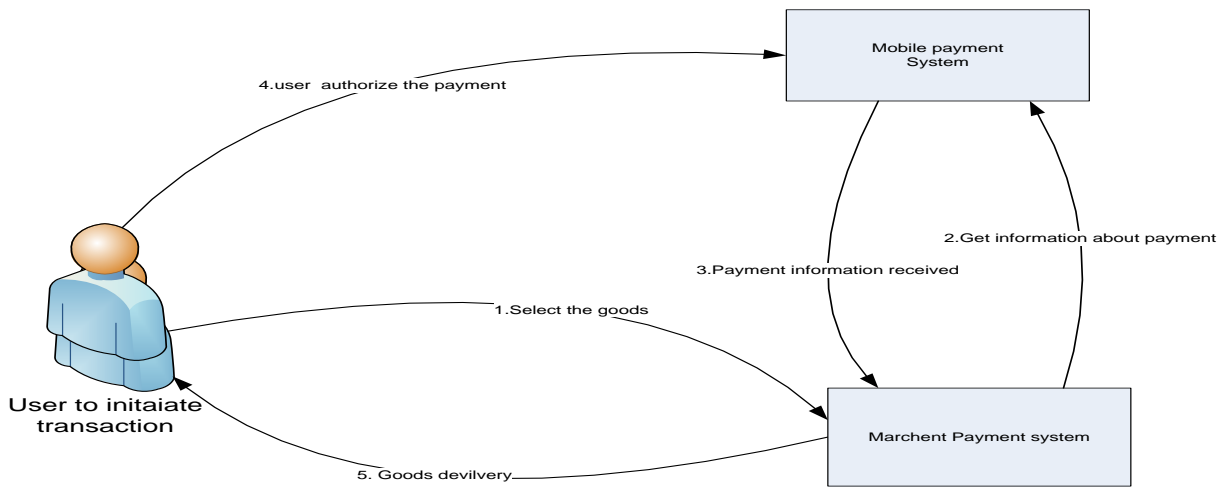 Mobile payment
System
4.user  authorize the payment
2.Get information about payment
3.Payment information received
1.Select the goods
User to initaiate
transaction
Marchent Payment system
5. Goods devilvery